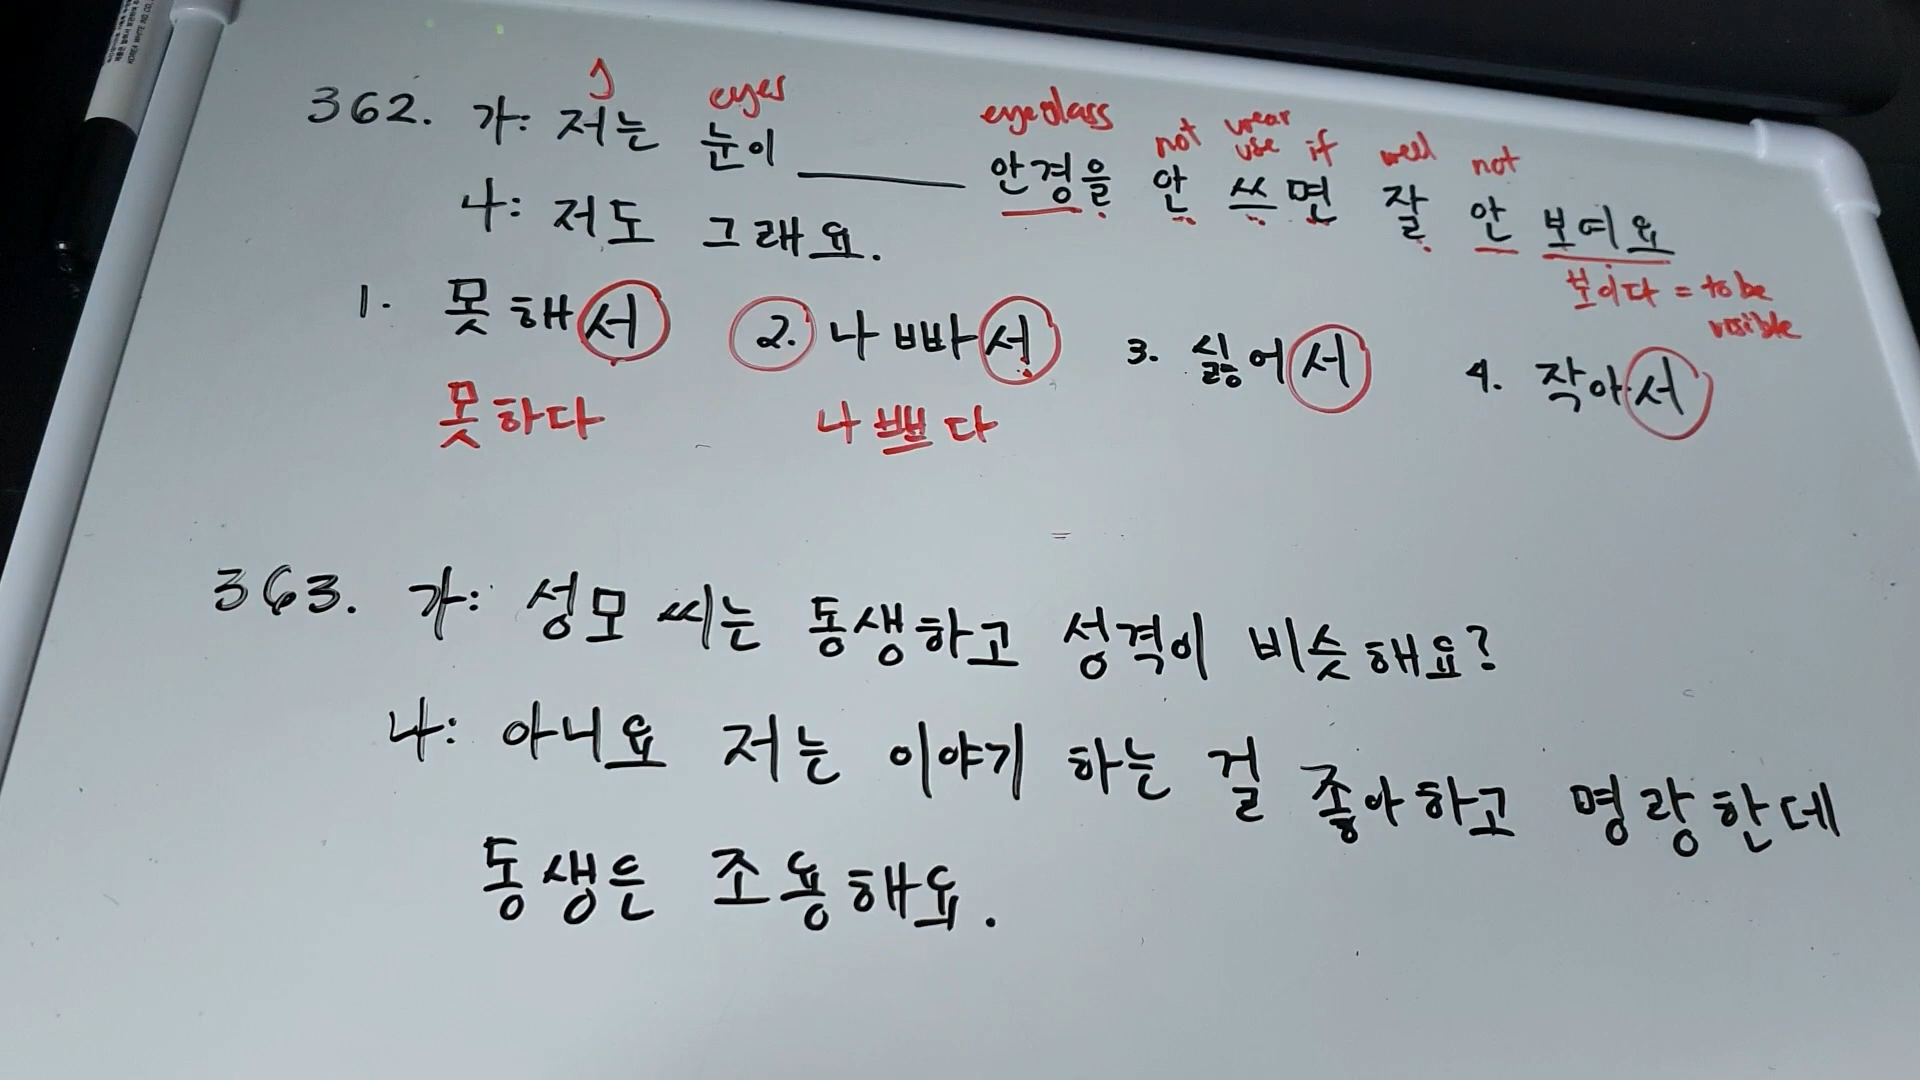 I eyes eyeglass not wear use if well not
362. 가: 저는 눈이 ______ 안경을 안 쓰면 잘 안 보여요
나: 저도 그래요.
보이다 = to be visible
1. 못해서 2. 나빠서 3. 싫어서 4. 작아서
못하다 나쁘다
363. 가: 성모 씨는 동생하고 성격이 비슷해요?
나: 아니요 저는 이야기 하는 걸 좋아하고 명랑한데
동생은 조용해요.